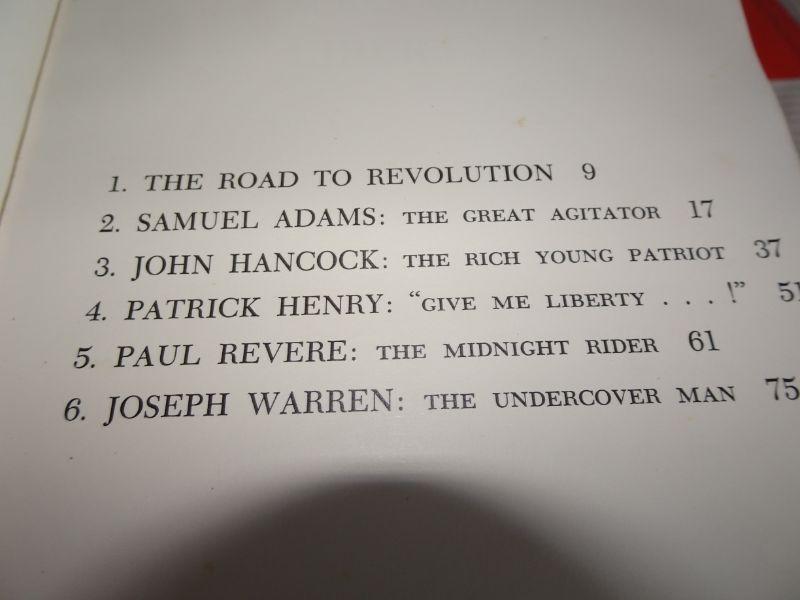 1. THE ROAD TO REVOLUTION 9
2. SAMUEL ADAMS: THE GREAT AGITATOR 17
3. JOHN HANCOCK: THE RICH YOUNG PATRIOT 37
4. PATRICK HENRY: “GIVE ME LIBERTY . . . !” 51
5. PAUL REVERE: THE MIDNIGHT RIDER 61
6. JOSEPH WARREN: THE UNDERCOVER MAN 75